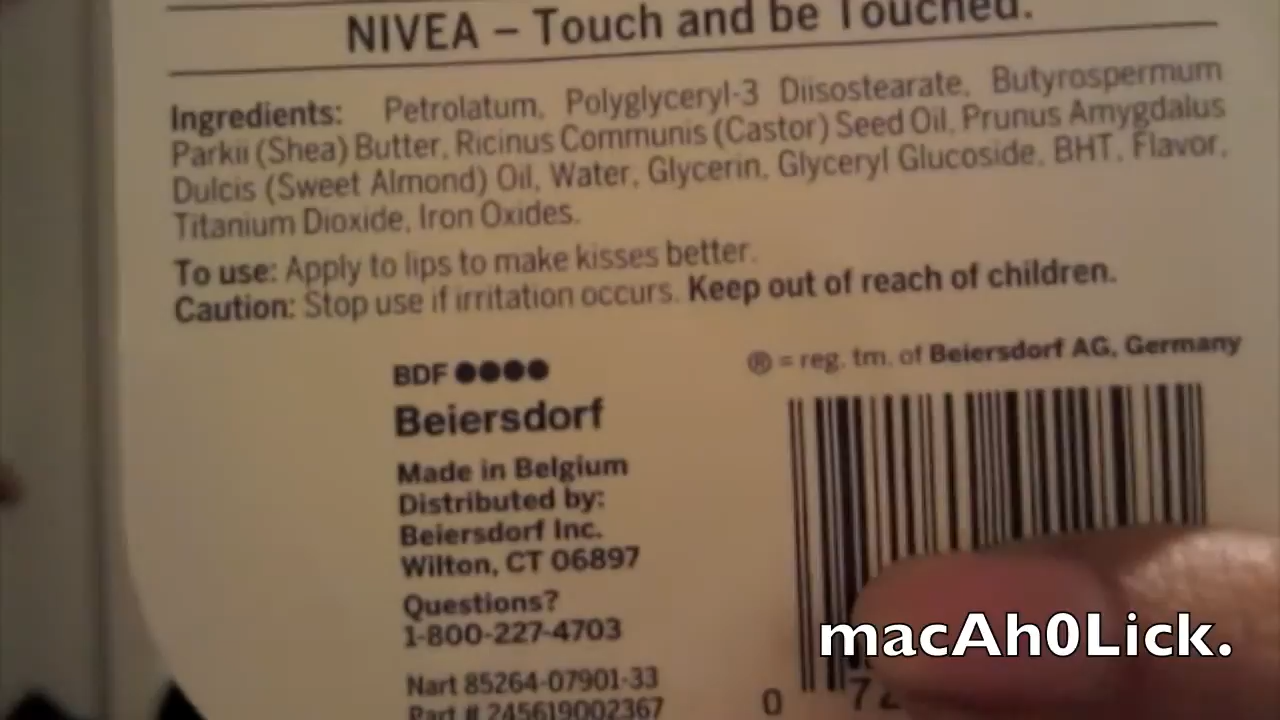 NIVEA – Touch and be Touched.
Ingredients: Petrolatum, Polyglyceryl-3 Diisostearate, Butyrospermum
Parkii (Shea) Butter, Ricinus Communis (Castor) Seed Oil, Prunus Amygdalus
Dulcis (Sweet Almond) Oil, Water, Glycerin, Glyceryl Glucoside, BHT, Flavor,
Titanium Dioxide, Iron Oxides.
To use: Apply to lips to make kisses better.
Caution: Stop use if irritation occurs. Keep out of reach of children.
® = reg. tm. of Beiersdorf AG, Germany
BDF ●●●●
Beiersdorf
Made in Belgium
Distributed by:
Beiersdorf Inc.
Wilton, CT 06897
Questions?
1-800-227-4703
Nart 85264-07901-33
Part # 245619002367
0 72
macAh0Lick.